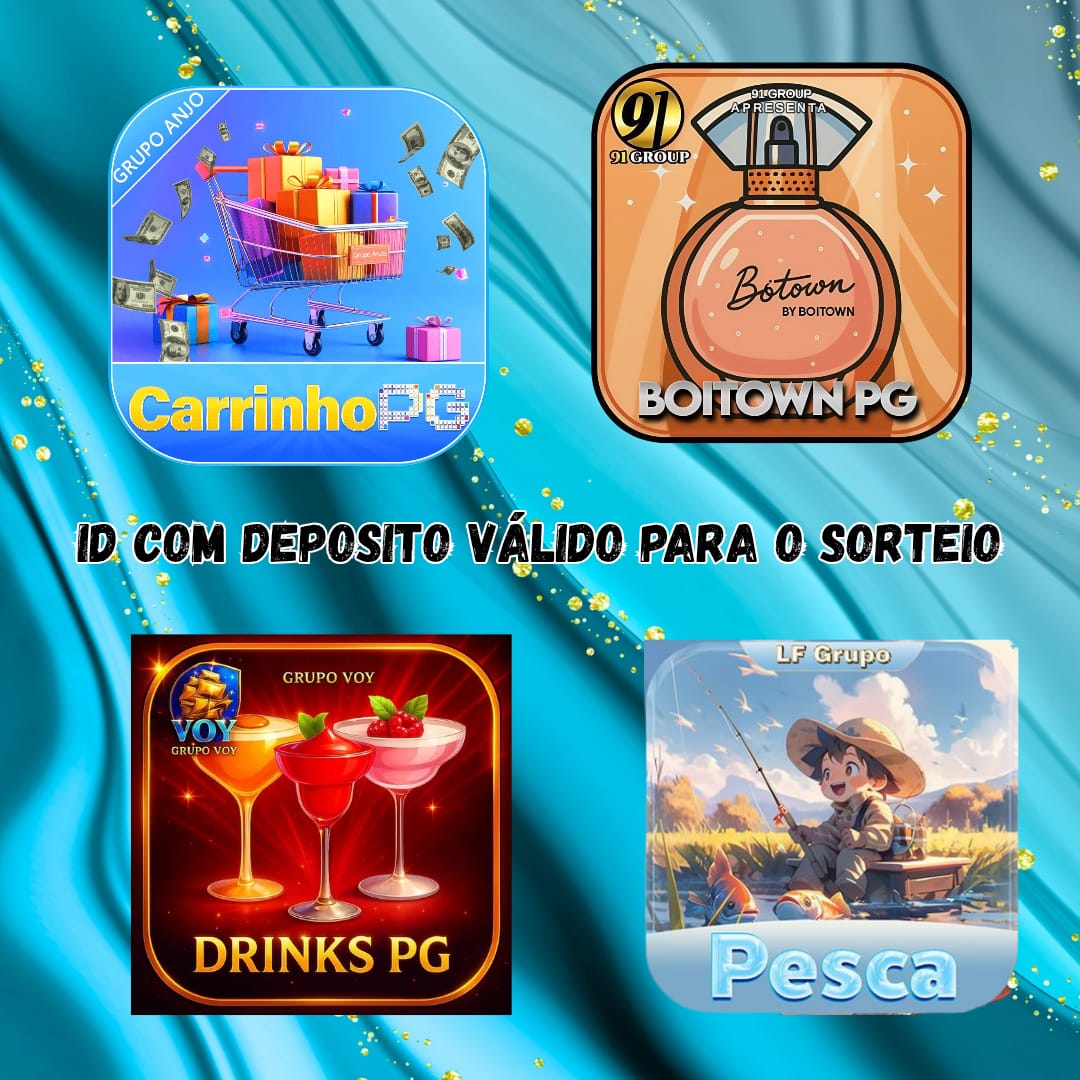 GRUPO ANJO
Grupo Anjo
CarrinhoPG
91
91 GROUP
91 GROUP
APRESENTA
Botown
BY BOITOWN
BOITOWN PG
ID COM DEPOSITO VÁLIDO PARA O SORTEIO
GRUPO VOY
VOY
GRUPO VOY
DRINKS PG
LF Grupo
Pesca